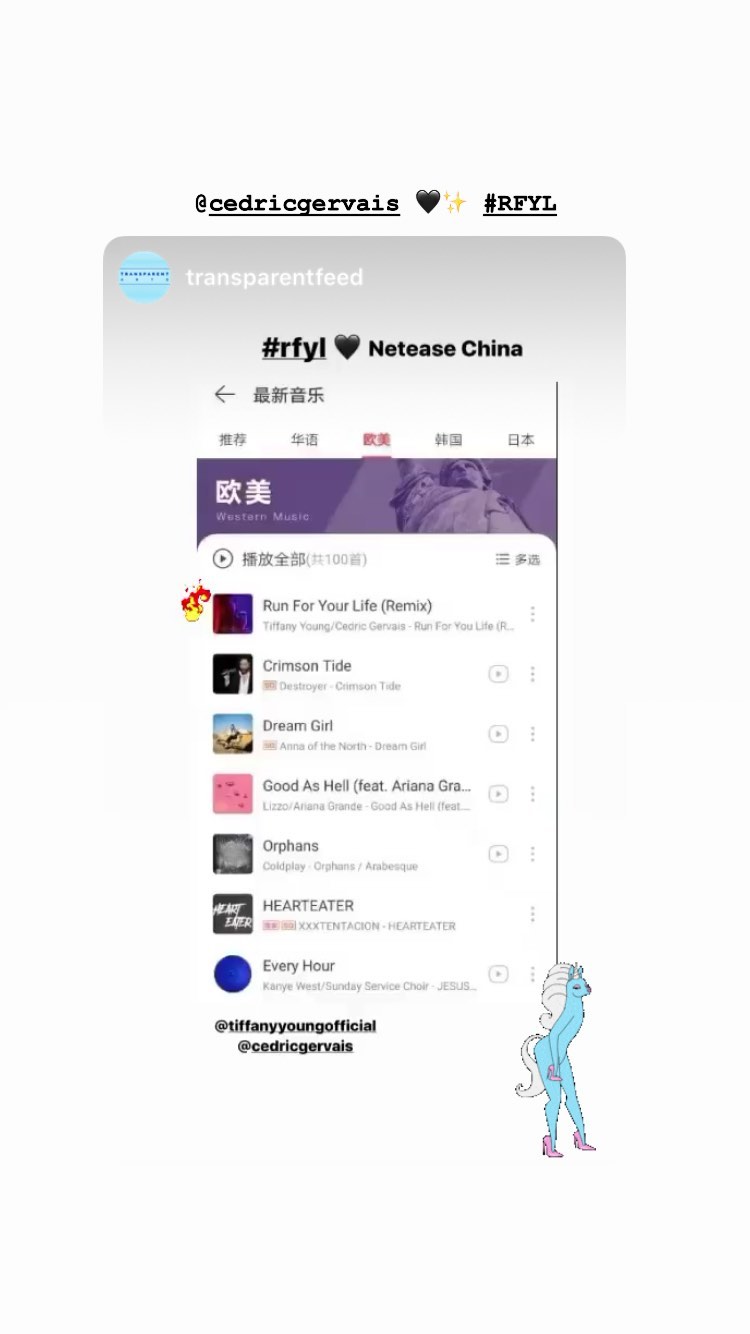 @cedricgervais 🖤✨ #RFYL
TRANSPARENT
ARTS
transparentfeed
#rfyl 🖤 Netease China
最新音乐
推荐 华语 欧美 韩国 日本
欧美
Western Music
播放全部(共100首) 多选
Run For Your Life (Remix)
Tiffany Young/Cedric Gervais - Run For You Life (R...
Crimson Tide
Destroyer - Crimson Tide
Dream Girl
Anna of the North - Dream Girl
Good As Hell (feat. Ariana Gra...
Lizzo/Ariana Grande - Good As Hell (feat....
Orphans
Coldplay - Orphans / Arabesque
HEART
EATER
HEARTEATER
XXXTENTACION - HEARTEATER
Every Hour
Kanye West/Sunday Service Choir - JESUS...
@tiffanyyoungofficial
@cedricgervais